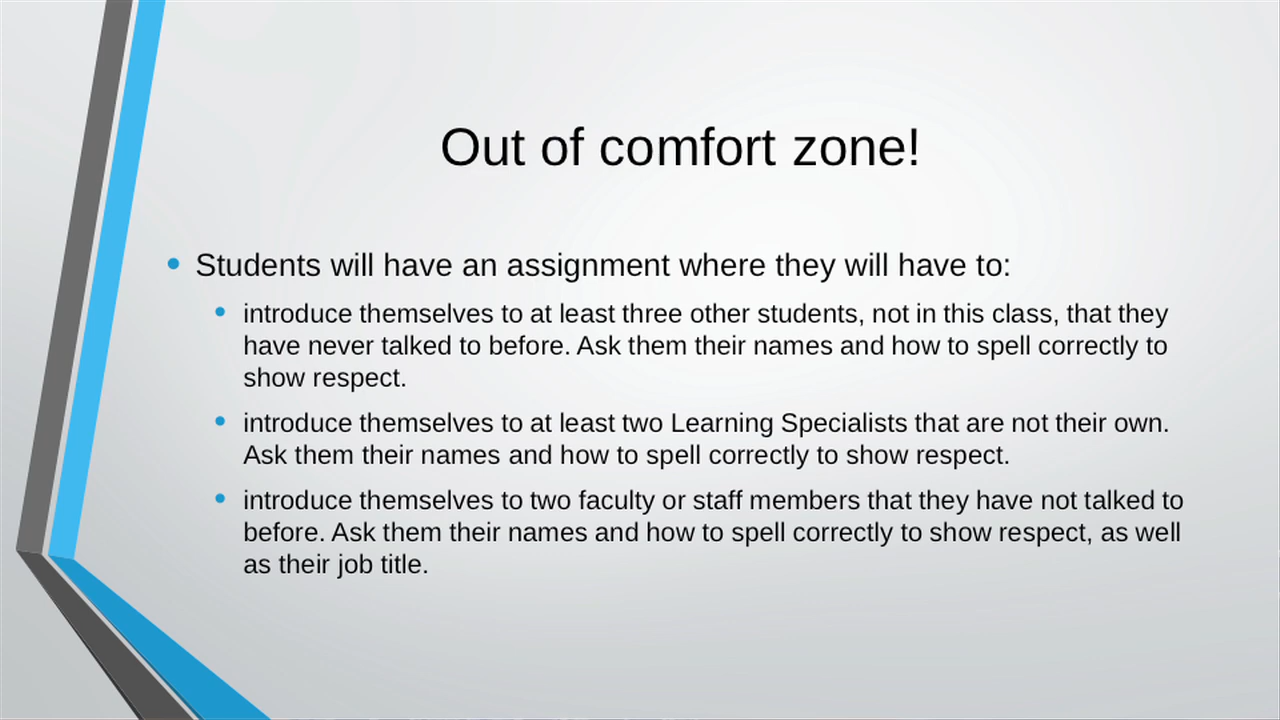 Out of comfort zone!
• Students will have an assignment where they will have to:
• introduce themselves to at least three other students, not in this class, that they
have never talked to before. Ask them their names and how to spell correctly to
show respect.
• introduce themselves to at least two Learning Specialists that are not their own.
Ask them their names and how to spell correctly to show respect.
• introduce themselves to two faculty or staff members that they have not talked to
before. Ask them their names and how to spell correctly to show respect, as well
as their job title.